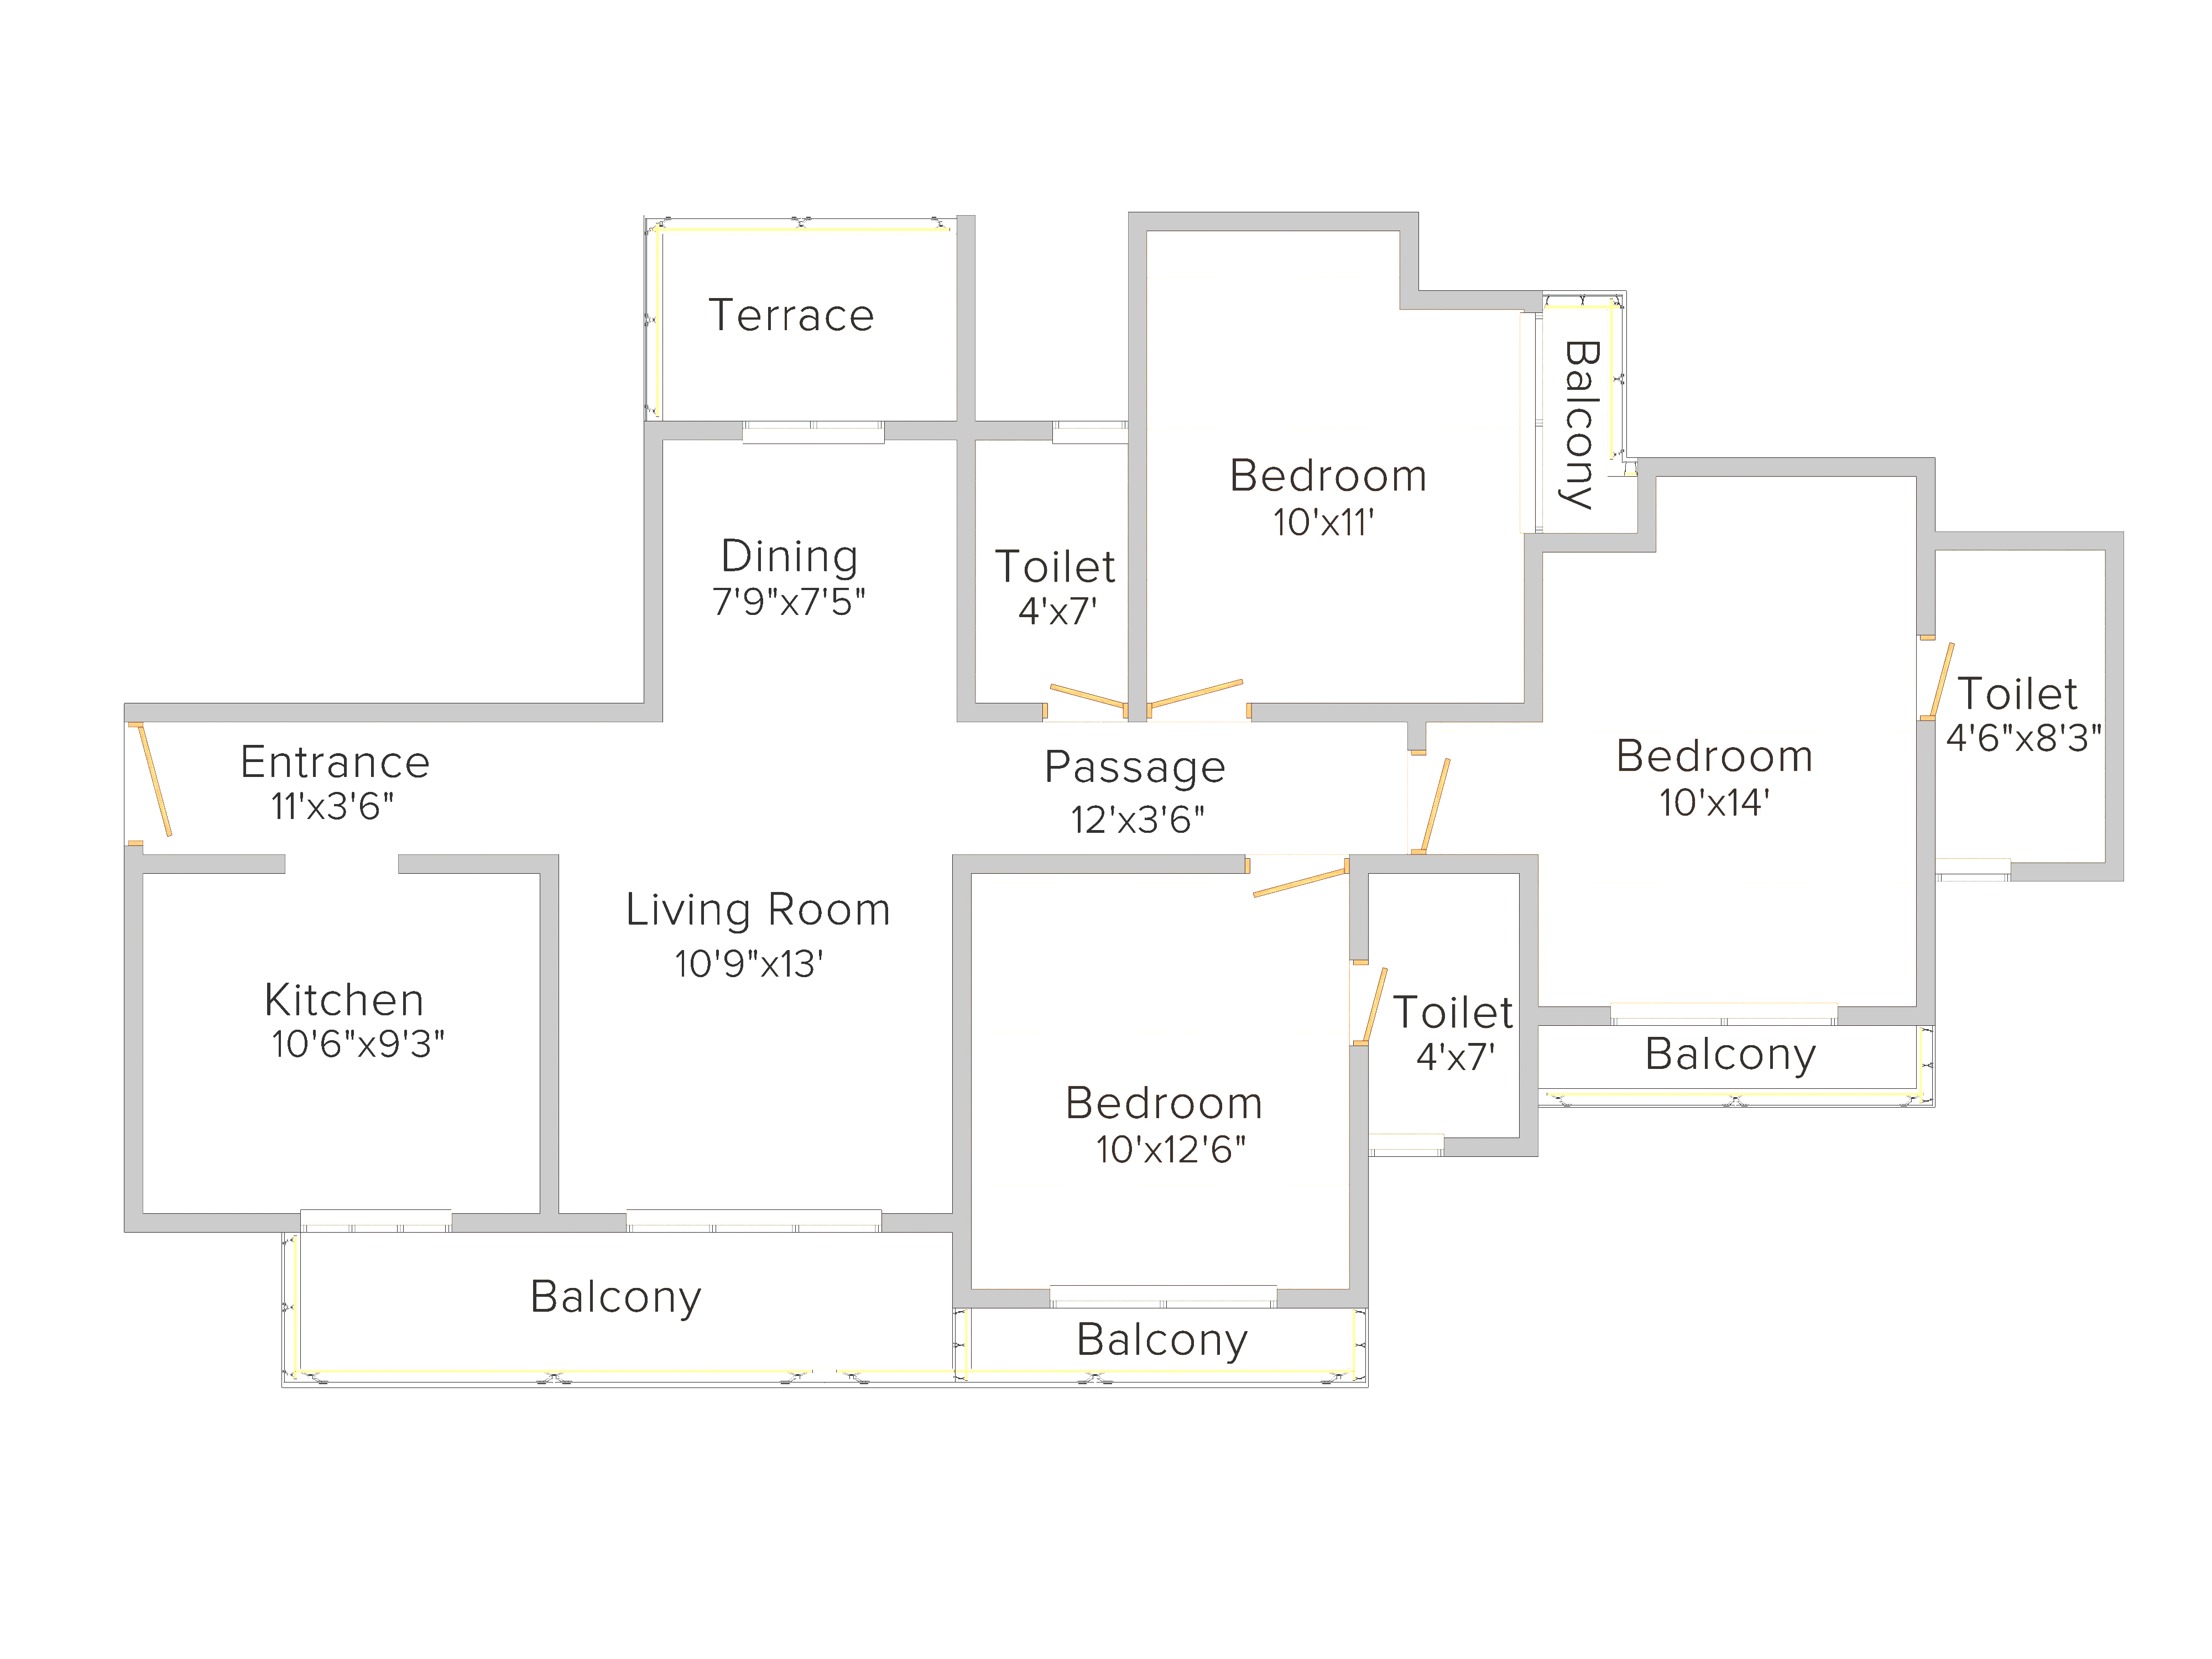 Terrace
Balcony
Bedroom
10'x11'
Dining
7'9"x7'5"
Toilet
4'x7'
Toilet
4'6"x8'3"
Entrance
11'x3'6"
Passage
12'x3'6"
Bedroom
10'x14'
Living Room
10'9"x13'
Kitchen
10'6"x9'3"
Toilet
4'x7'
Balcony
Bedroom
10'x12'6"
Balcony
Balcony